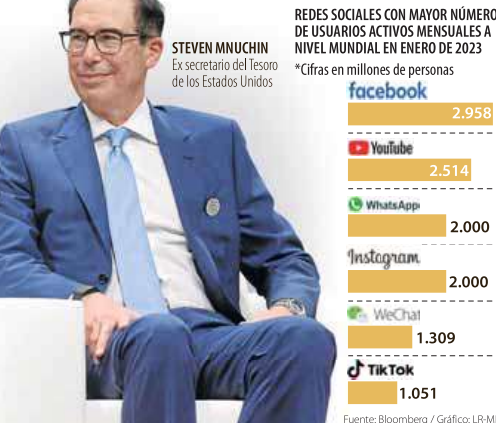 STEVEN MNUCHIN
Ex secretario del Tesoro
de los Estados Unidos
REDES SOCIALES CON MAYOR NÚMERO
DE USUARIOS ACTIVOS MENSUALES A
NIVEL MUNDIAL EN ENERO DE 2023
*Cifras en millones de personas
facebook
2.958
YouTube
2.514
WhatsApp
2.000
Instagram
2.000
WeChat
1.309
TikTok
1.051
Fuente: Bloomberg / Gráfico: